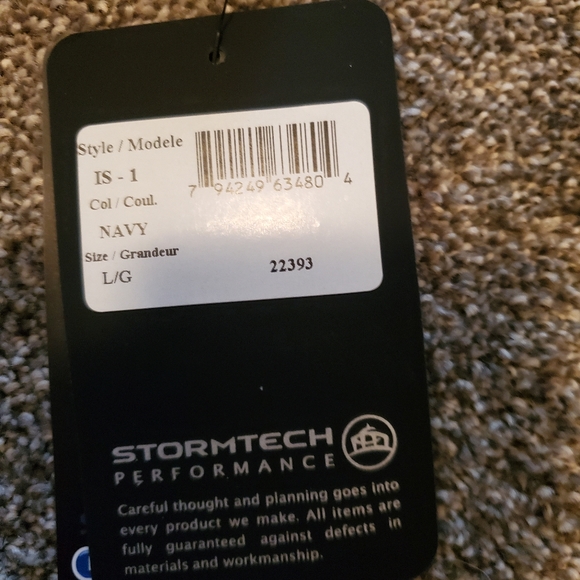 Style / Modele
IS - 1
Col / Coul.
NAVY
Size / Grandeur
L/G
7 94249 63480 4
22393
STORMTECH
PERFORMANCE
Careful thought and planning goes into
every product we make. All items are
fully guaranteed against defects in
materials and workmanship.